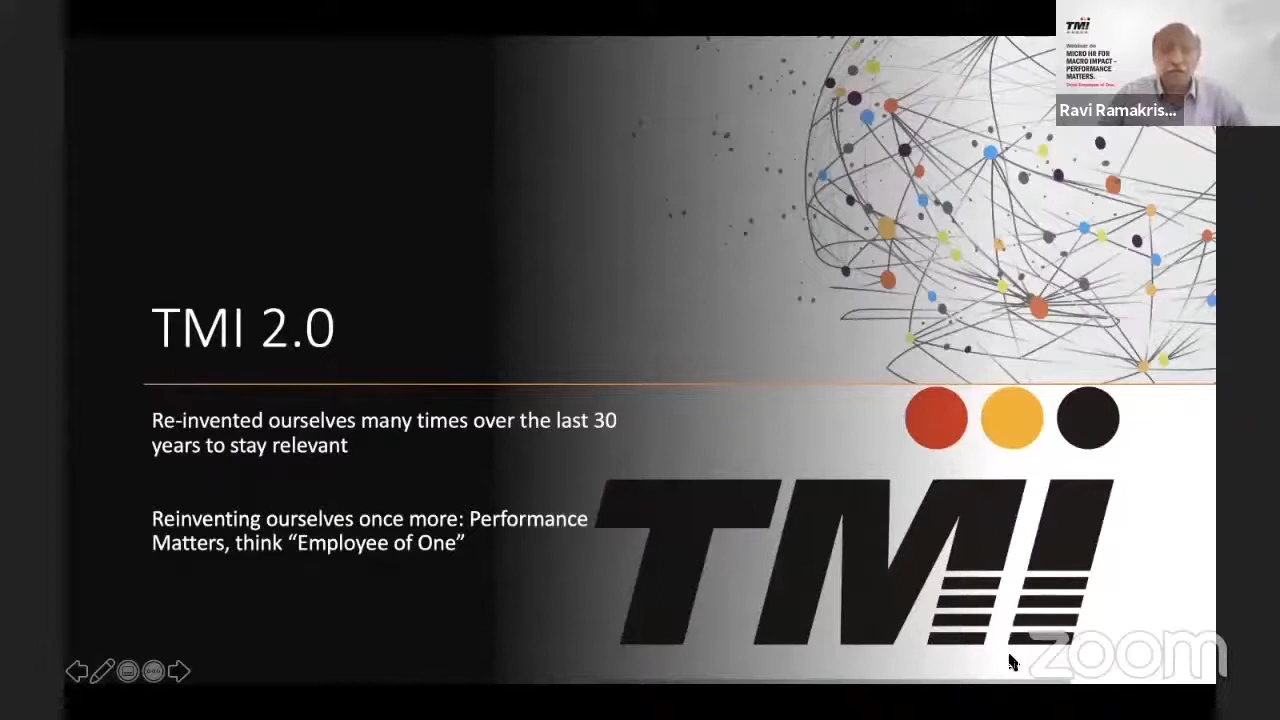 TMI 2.0
Re-invented ourselves many times over the last 30
years to stay relevant
Reinventing ourselves once more: Performance
Matters, think “Employee of One”
TMI
zoom
TMI
Webinar on
MICRO HR FOR
MACRO IMPACT -
PERFORMANCE
MATTERS.
Ravi Ramakris...